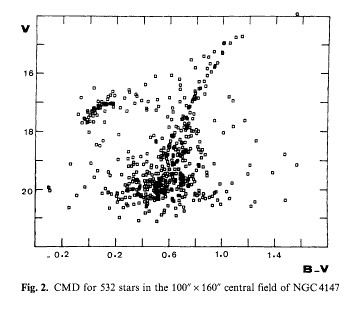 V
16
18
20
-0.2
0.2
0.6
1.0
1.4
B-V
Fig. 2. CMD for 532 stars in the 100" × 160" central field of NGC 4147